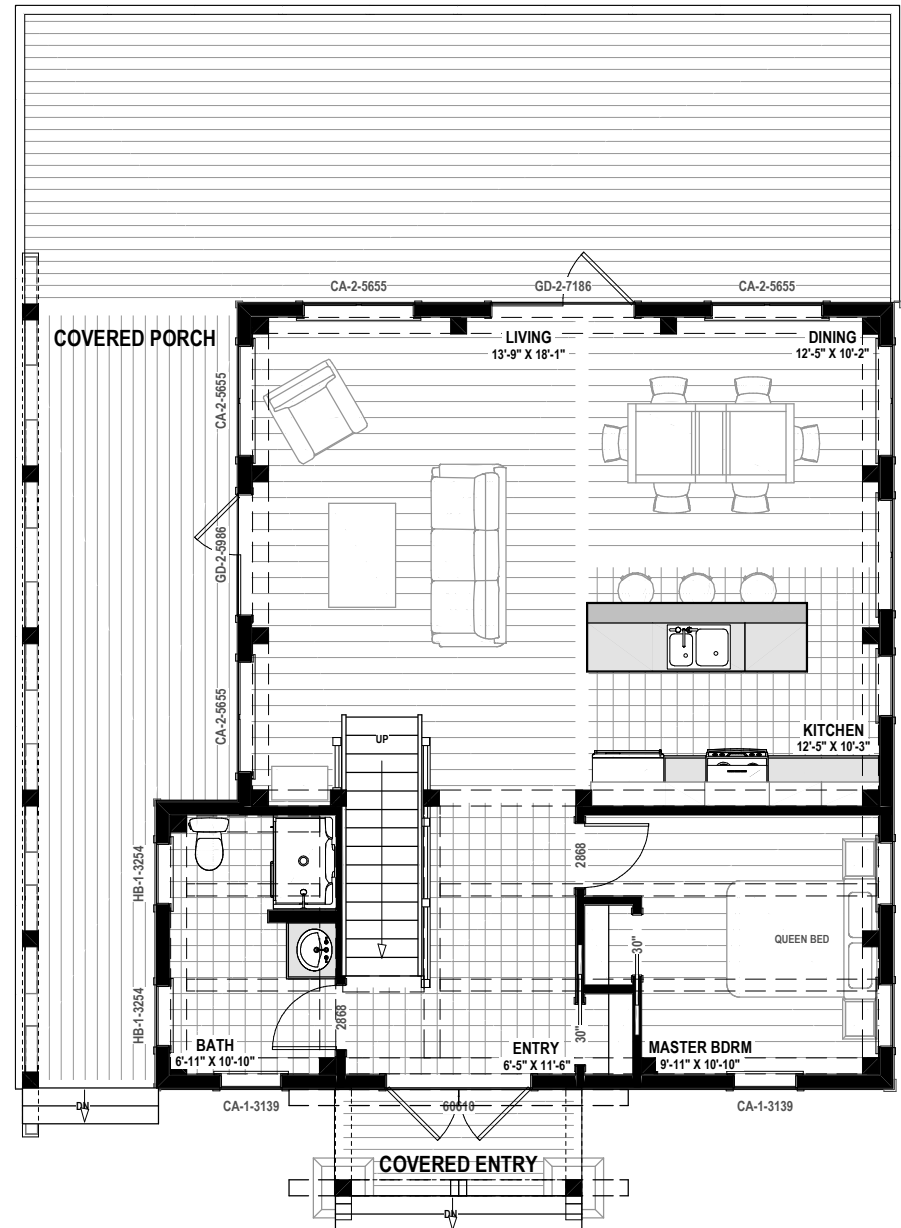 CA-2-5655
GD-2-7186
CA-2-5655
COVERED PORCH
LIVING
13'-9" X 18'-1"
DINING
12'-5" X 10'-2"
CA-2-5655
GD-2-5986
CA-2-5655
UP
KITCHEN
12'-5" X 10'-3"
HB-1-3254
2868
QUEEN BED
30"
HB-1-3254
2868
30"
BATH
6'-11" X 10'-10"
ENTRY
6'-5" X 11'-6"
MASTER BDRM
9'-11" X 10'-10"
DN
CA-1-3139
60610
CA-1-3139
COVERED ENTRY
DN